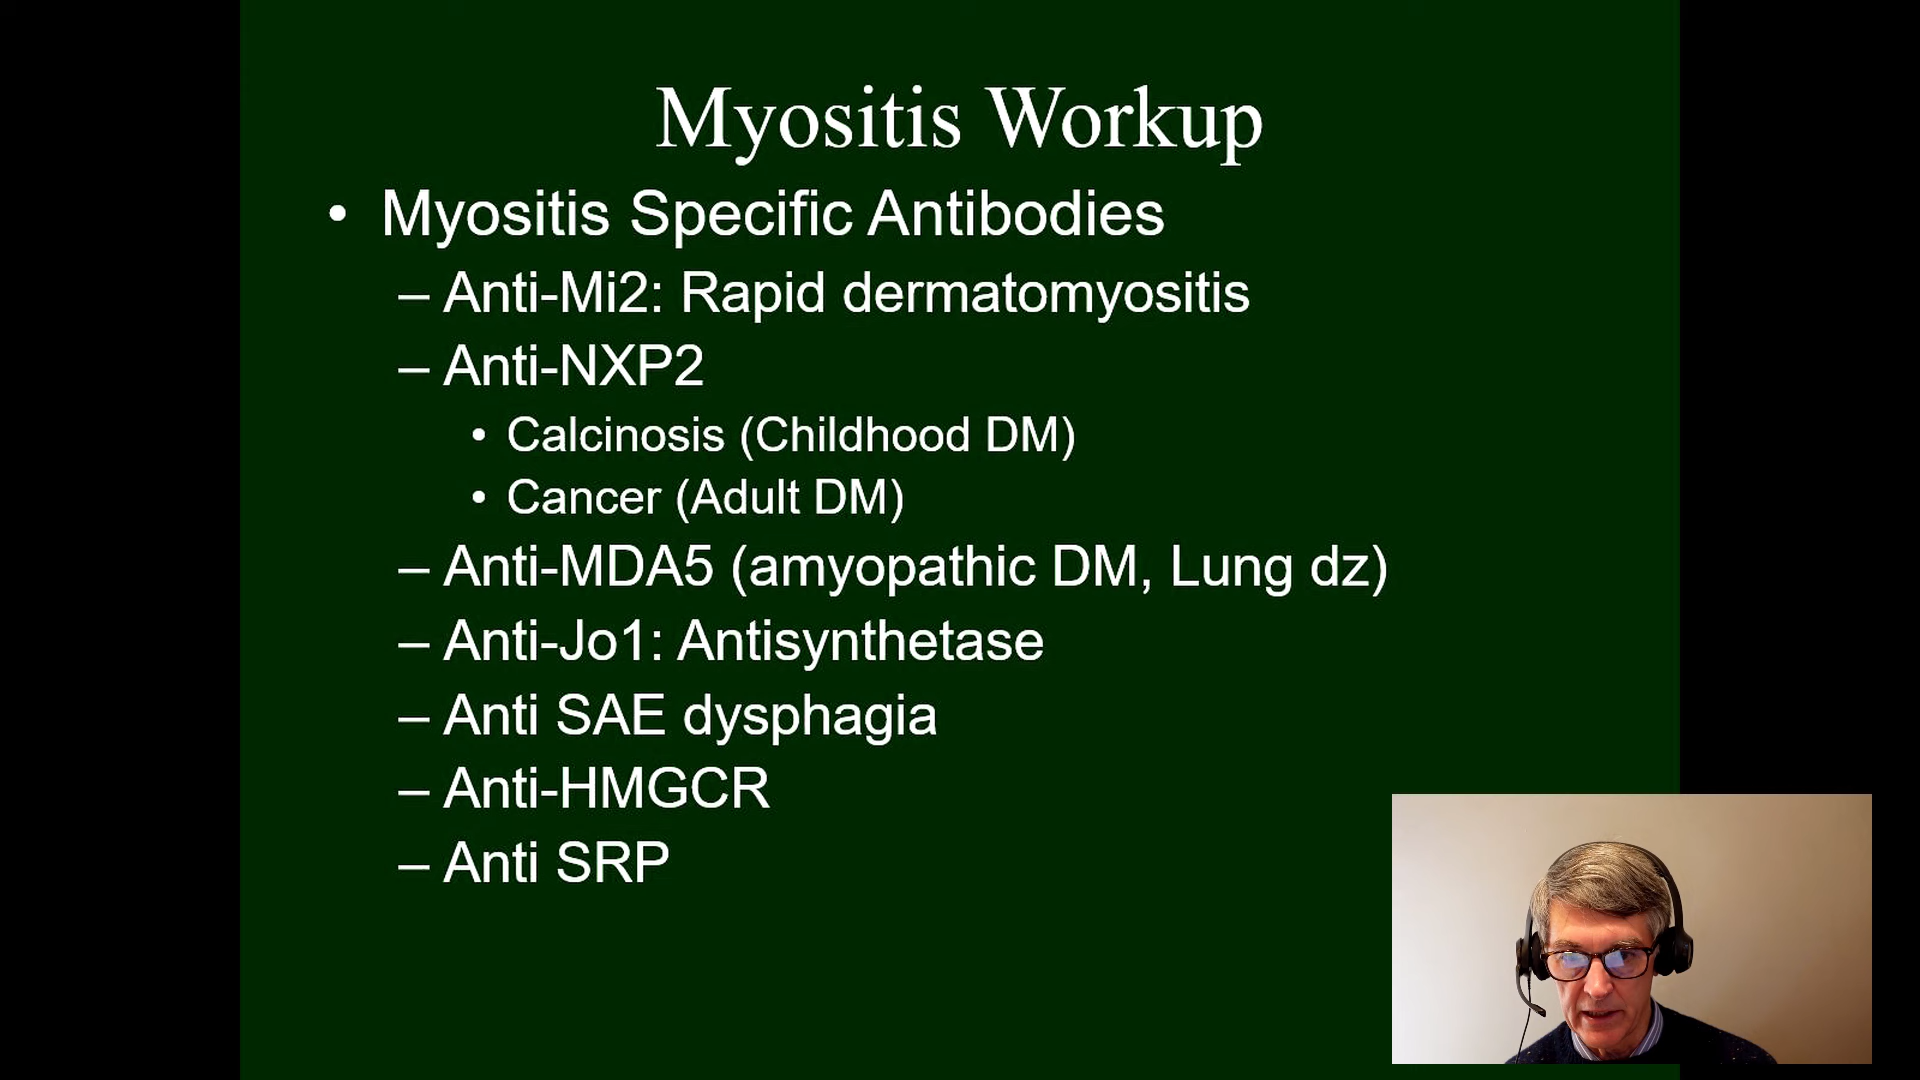 Myositis Workup
• Myositis Specific Antibodies
– Anti-Mi2: Rapid dermatomyositis
– Anti-NXP2
• Calcinosis (Childhood DM)
• Cancer (Adult DM)
– Anti-MDA5 (amyopathic DM, Lung dz)
– Anti-Jo1: Antisynthetase
– Anti SAE dysphagia
– Anti-HMGCR
– Anti SRP